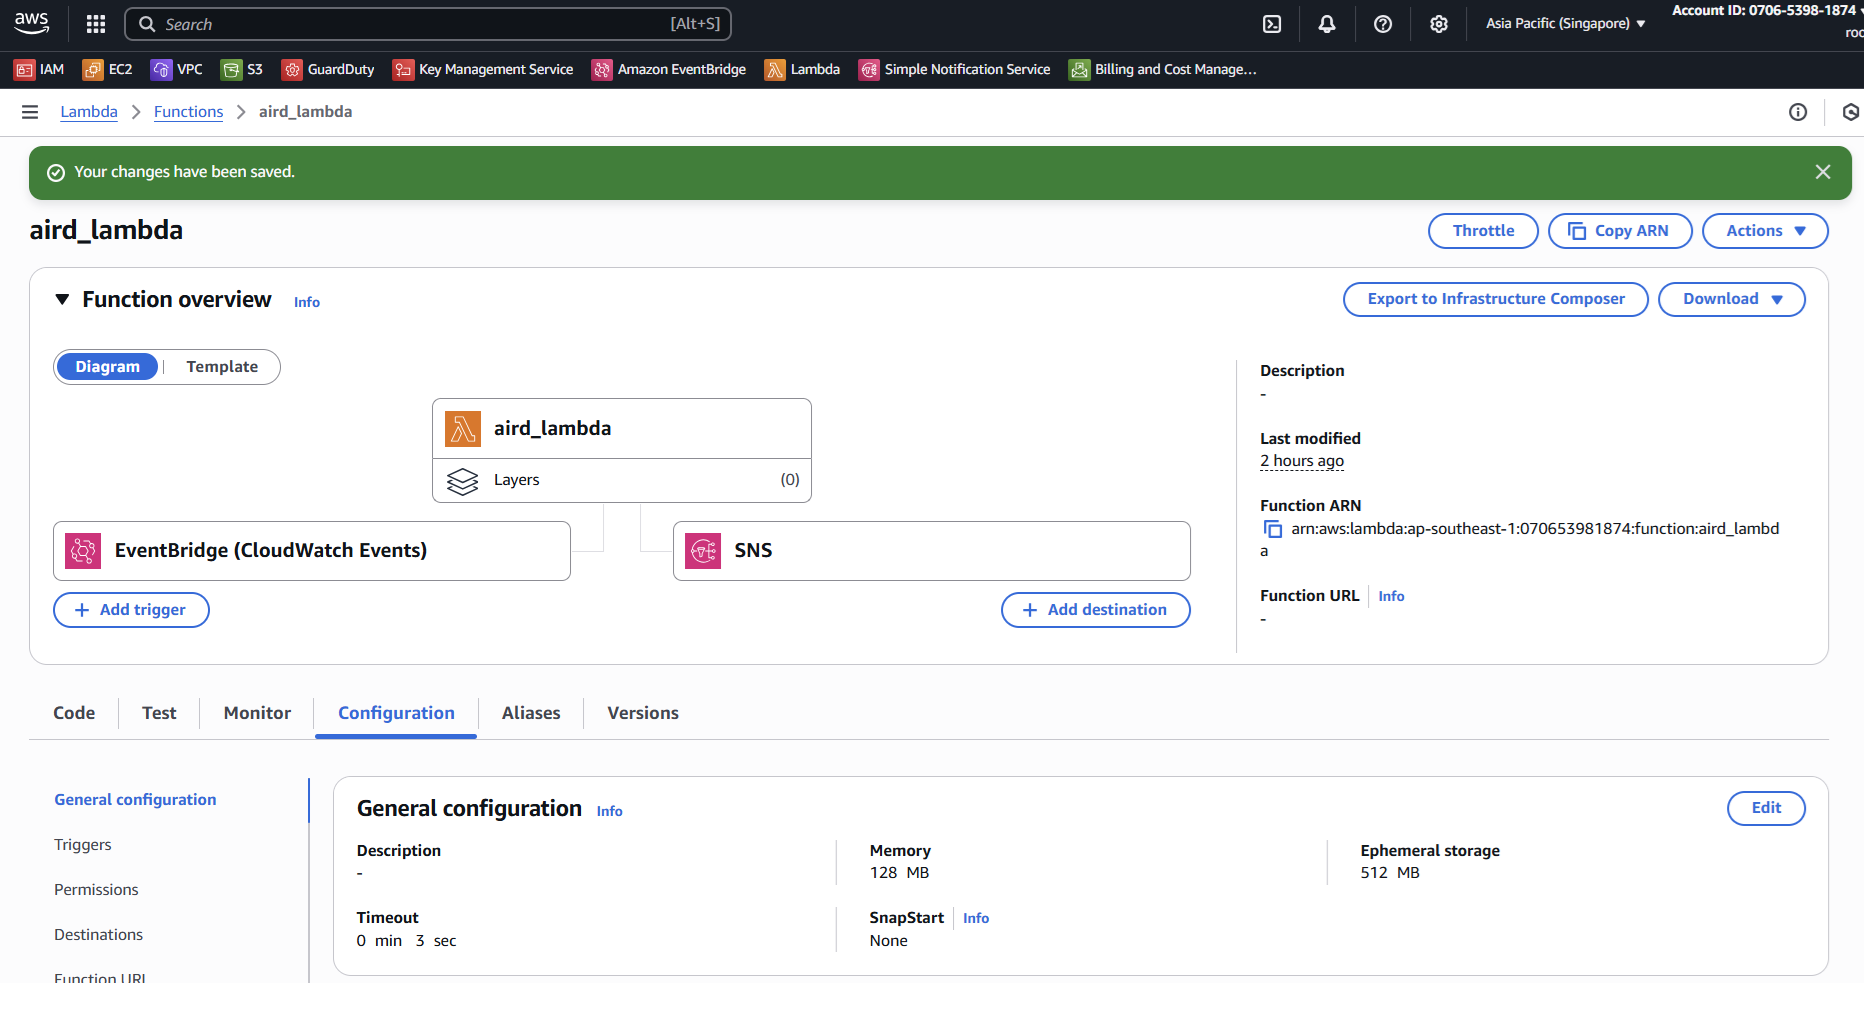 aws
Search
[Alt+S]
Asia Pacific (Singapore)
Account ID: 0706-5398-1874
IAM
EC2
VPC
S3
GuardDuty
Key Management Service
Amazon EventBridge
Lambda
Simple Notification Service
Billing and Cost Manage...
Lambda
Functions
aird_lambda
Your changes have been saved.
aird_lambda
Throttle
Copy ARN
Actions
Function overview
Info
Export to Infrastructure Composer
Download
Diagram
Template
aird_lambda
Layers
(0)
EventBridge (CloudWatch Events)
SNS
+ Add trigger
+ Add destination
Description
-
Last modified
2 hours ago
Function ARN
arn:aws:lambda:ap-southeast-1:070653981874:function:aird_lambd
a
Function URL
Info
-
Code
Test
Monitor
Configuration
Aliases
Versions
General configuration
Triggers
Permissions
Destinations
Function URL
General configuration
Info
Edit
Description
-
Memory
128 MB
Ephemeral storage
512 MB
Timeout
0 min 3 sec
SnapStart
Info
None